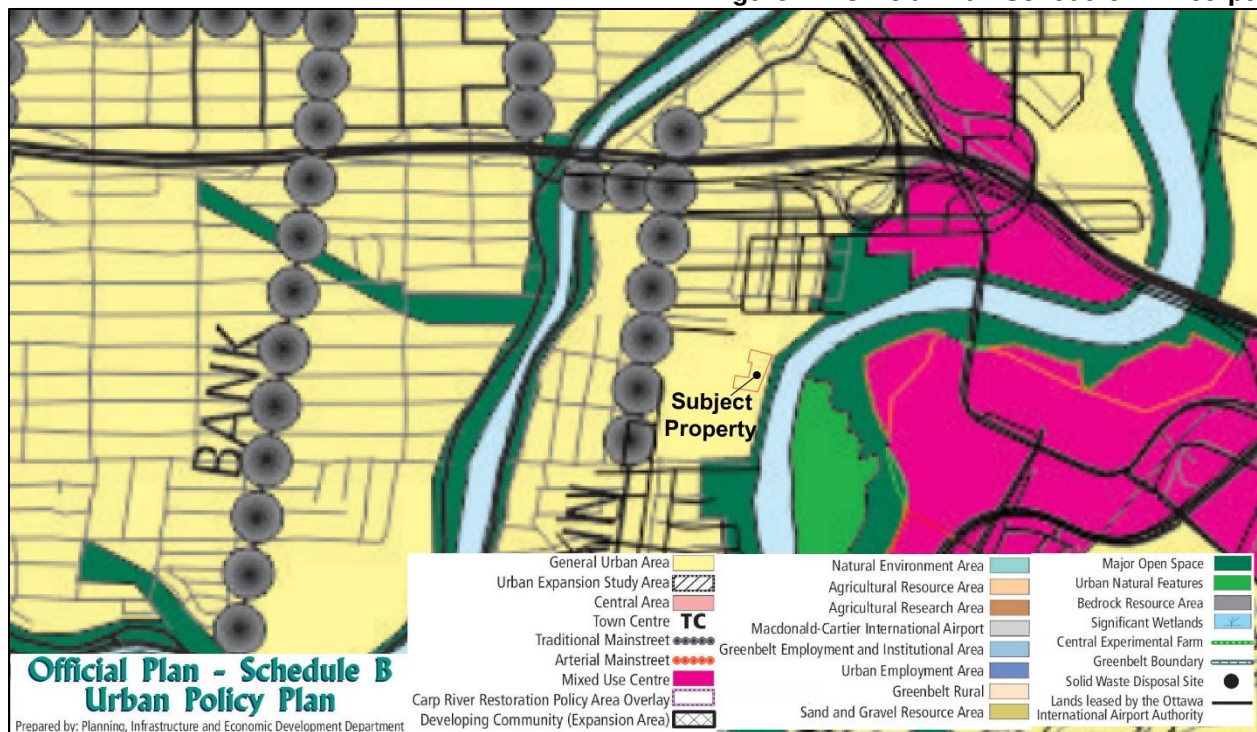 BANK
Subject
Property
Official Plan - Schedule B
Urban Policy Plan
Prepared by: Planning, Infrastructure and Economic Development Department
General Urban Area
Urban Expansion Study Area
Central Area
Town Centre TC
Traditional Mainstreet
Arterial Mainstreet
Mixed Use Centre
Carp River Restoration Policy Area Overlay
Developing Community (Expansion Area)
Natural Environment Area
Agricultural Resource Area
Agricultural Research Area
Macdonald-Cartier International Airport
Greenbelt Employment and Institutional Area
Urban Employment Area
Greenbelt Rural
Sand and Gravel Resource Area
Major Open Space
Urban Natural Features
Bedrock Resource Area
Significant Wetlands
Central Experimental Farm
Greenbelt Boundary
Solid Waste Disposal Site
Lands leased by the Ottawa
International Airport Authority